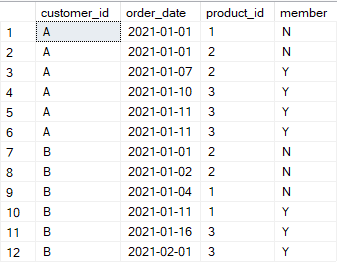 customer_id order_date product_id member
1 A 2021-01-01 1 N
2 A 2021-01-01 2 N
3 A 2021-01-07 2 Y
4 A 2021-01-10 3 Y
5 A 2021-01-11 3 Y
6 A 2021-01-11 3 Y
7 B 2021-01-01 2 N
8 B 2021-01-02 2 N
9 B 2021-01-04 1 N
10 B 2021-01-11 1 Y
11 B 2021-01-16 3 Y
12 B 2021-02-01 3 Y